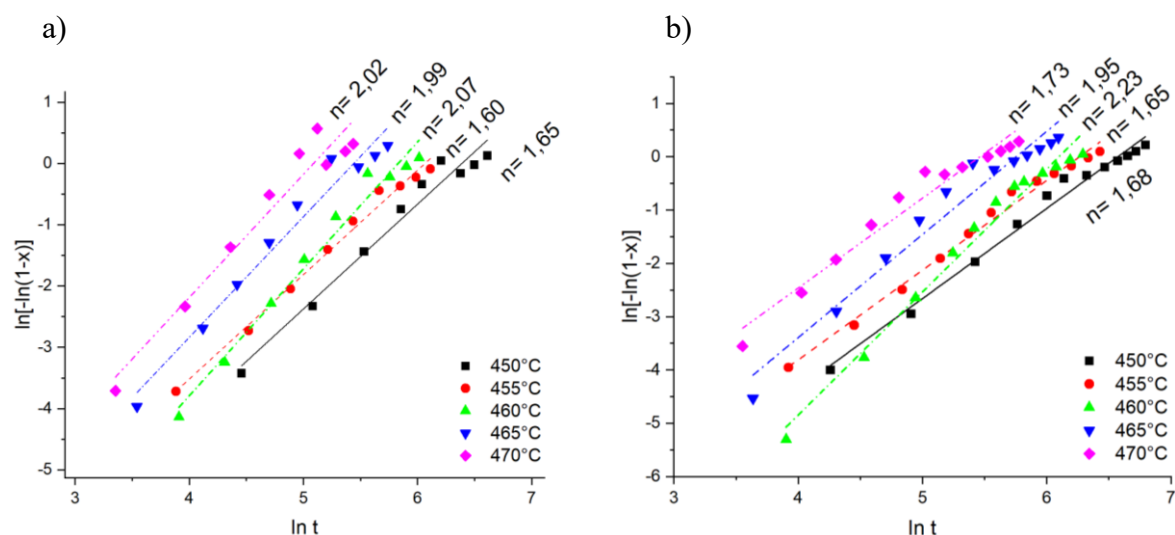 a)
n= 2,02
n= 1,99
n= 2,07
n= 1,60
n= 1,65
ln[-ln(1-x)]
1
0
-1
-2
-3
-4
-5
450°C
455°C
460°C
465°C
470°C
3 4 5 6 7
ln t
b)
n= 1,73
n= 1,95
n= 2,23
n= 1,65
n= 1,68
ln[-ln(1-x)]
1
0
-1
-2
-3
-4
-5
-6
450°C
455°C
460°C
465°C
470°C
3 4 5 6 7
ln t